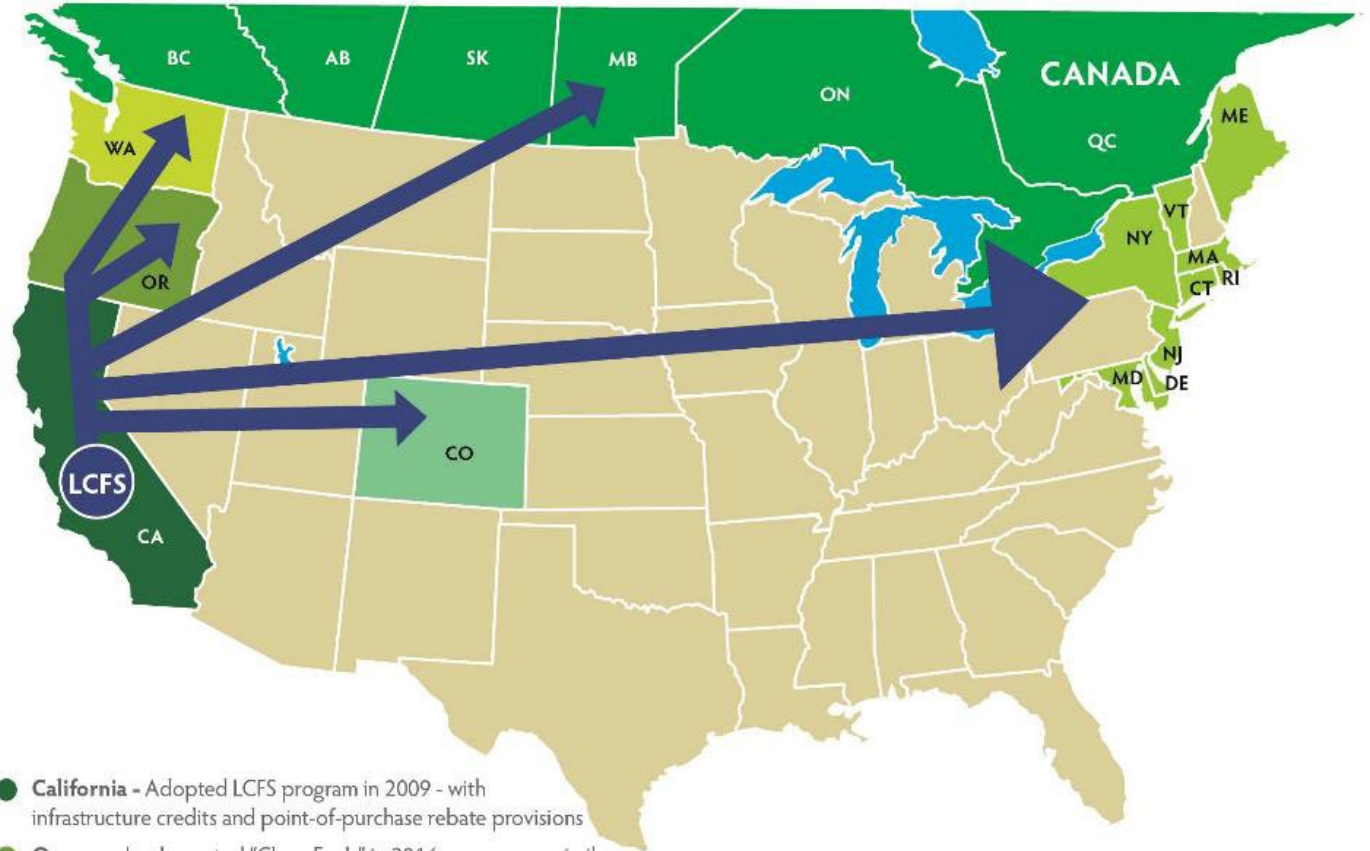 BC
AB
SK
MB
ON
CANADA
QC
ME
WA
VT
NY
MA
RI
CT
OR
NJ
MD
DE
CO
LCFS
CA
California - Adopted LCFS program in 2009 - with
infrastructure credits and point-of-purchase rebate provisions